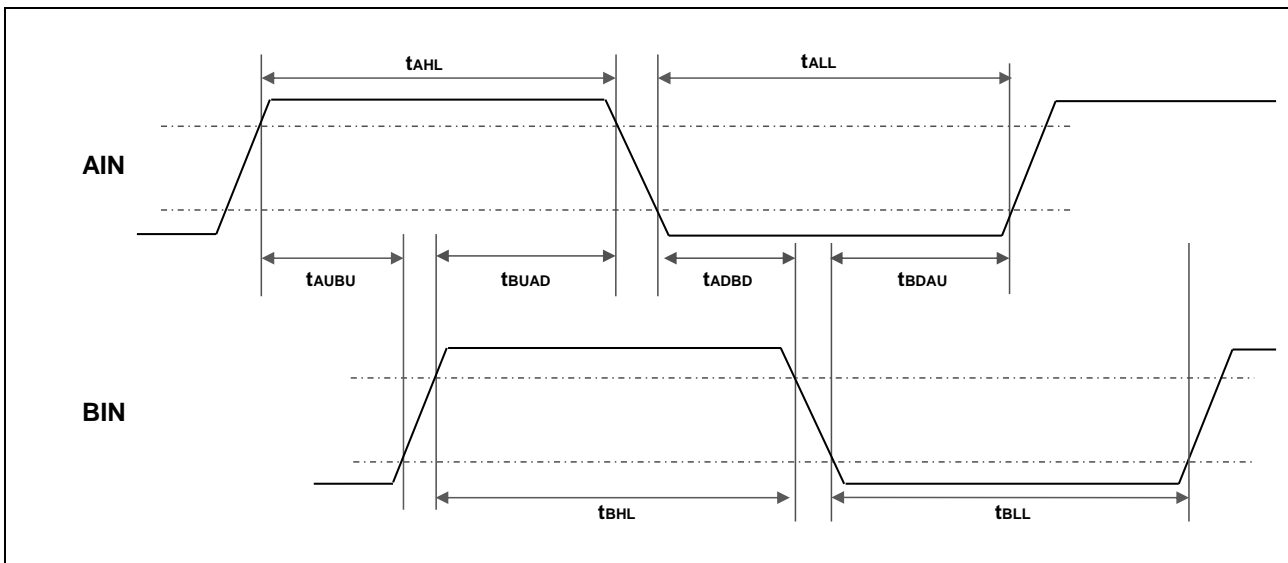 tAHL tALL
AIN
tAUBU tBUAD tADBD tBDAU
BIN
tBHL tBLL